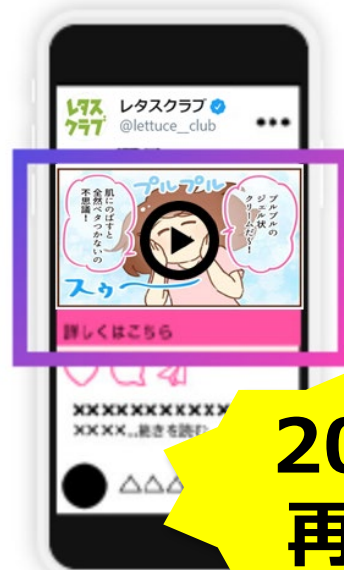 レタス
クラブ
レタスクラブ
@lettuce__club
•••
プルプルの
ジェル状
クリームだ〜!
プルプル
肌にのばすと
全然ベタつかないの
不思議!
スゥ――
詳しくはこちら
×××××××××××
××××...続きを読む
△△△
20
再